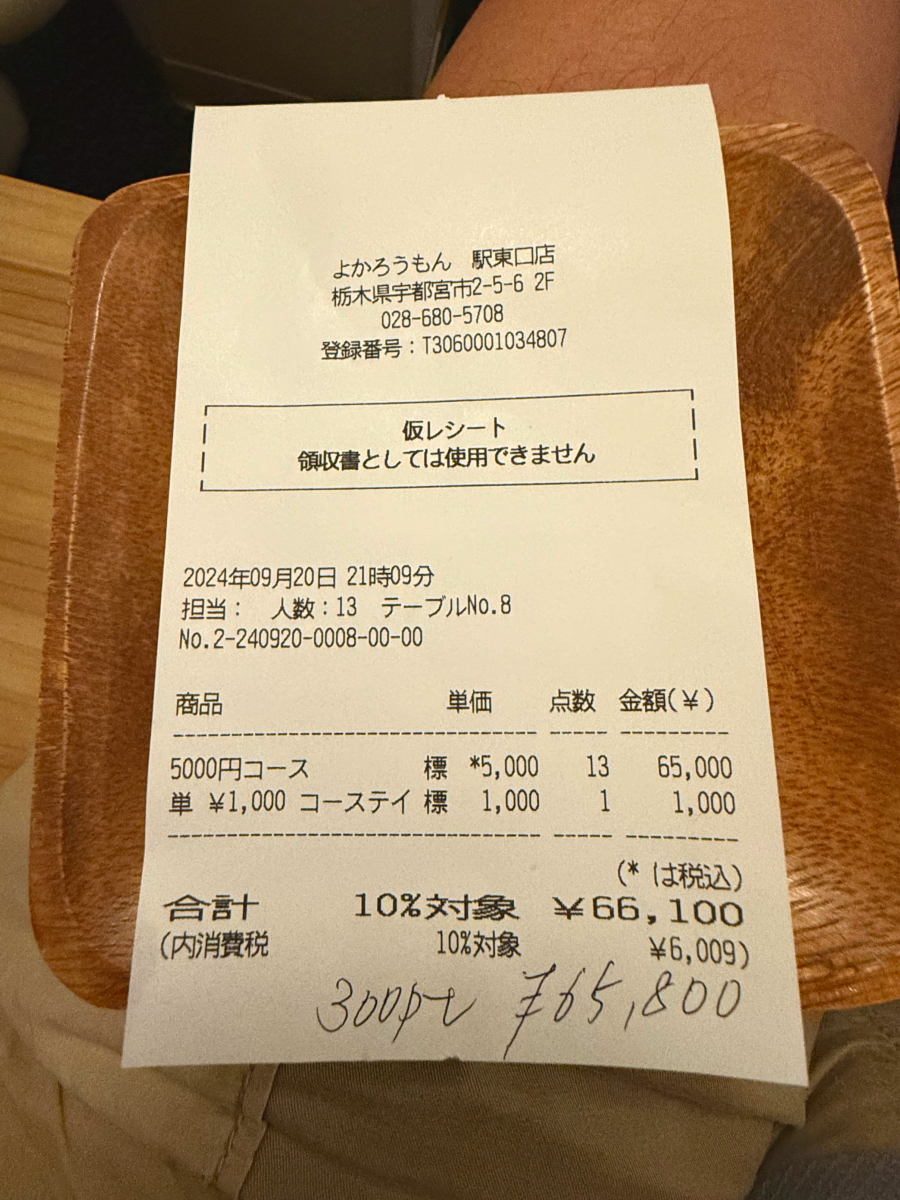 よかろうもん　駅東口店
栃木県宇都宮市2-5-6 2F
028-680-5708
登録番号：T3060001034807
仮レシート
領収書としては使用できません
2024年09月20日 21時09分
担当：　人数：13　テーブルNo.8
No.2-240920-0008-00-00
商品　単価　点数　金額(￥)
5000円コース　標 *5,000　13　65,000
単 ￥1,000 コーステイ 標 1,000　1　1,000
(* は税込)
合計　10%対象　￥66,100
(内消費税　10%対象　￥6,009)
300pt ¥65,800